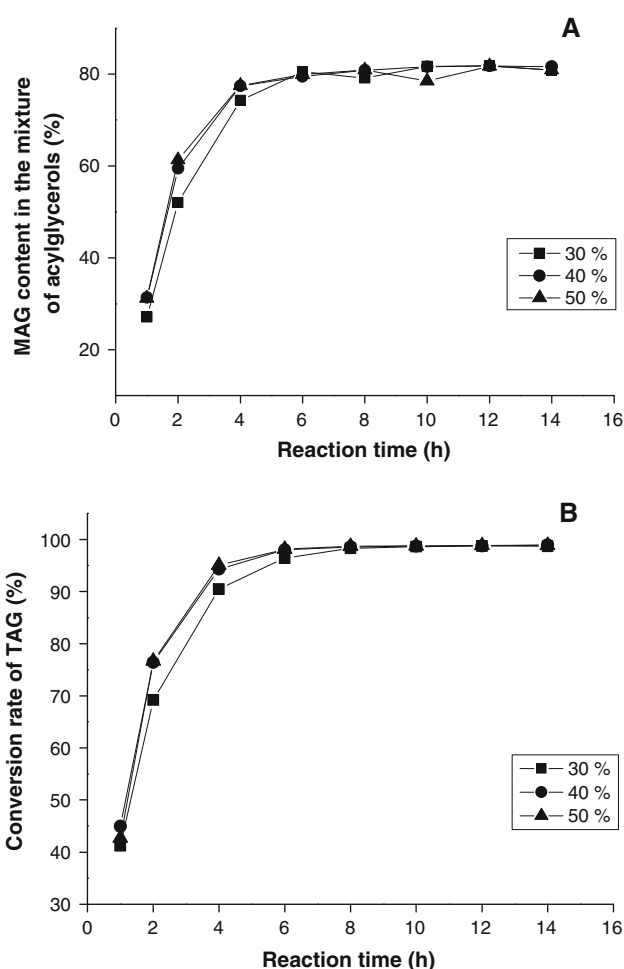 A
MAG content in the mixture
of acylglycerols (%)
80
60
40
20
30 %
40 %
50 %
0 2 4 6 8 10 12 14 16
Reaction time (h)
B
Conversion rate of TAG (%)
100
90
80
70
60
50
40
30
30 %
40 %
50 %
0 2 4 6 8 10 12 14 16
Reaction time (h)